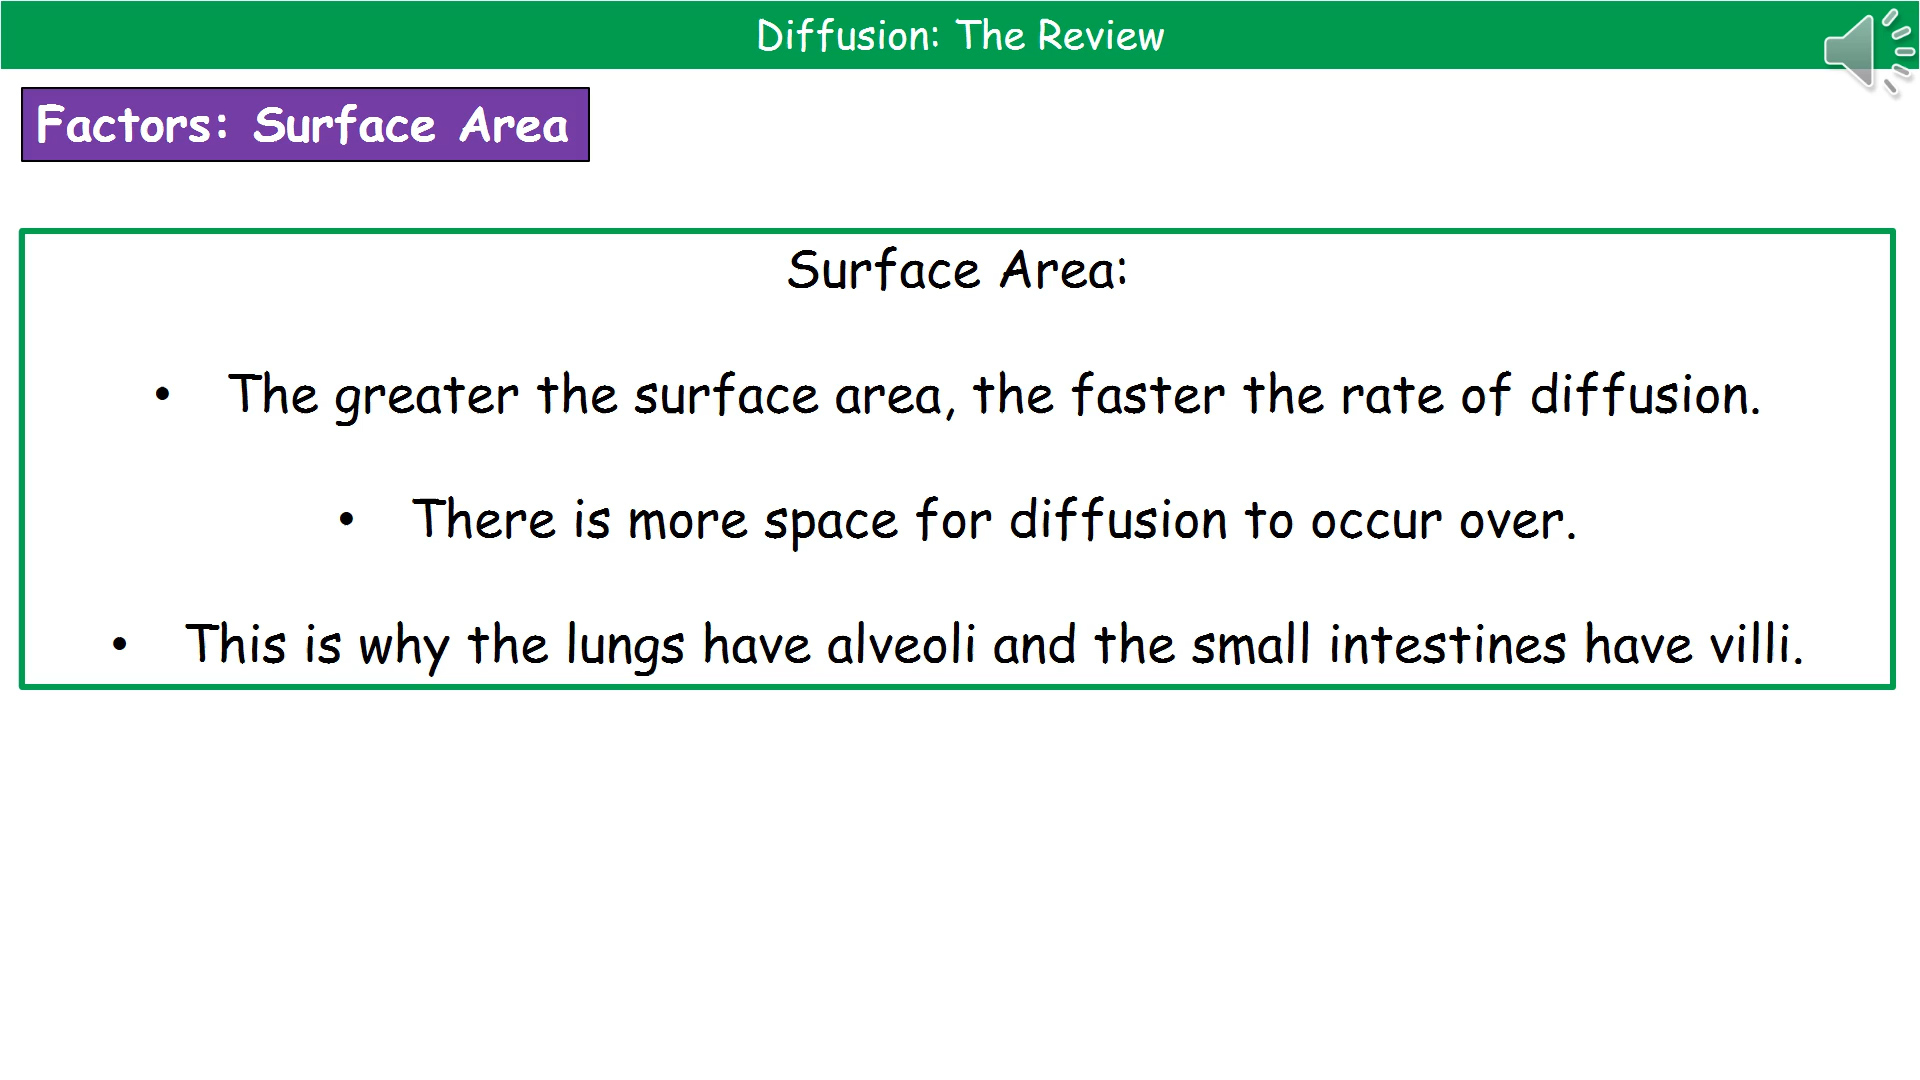 Diffusion: The Review
Factors: Surface Area
Surface Area:
• The greater the surface area, the faster the rate of diffusion.
• There is more space for diffusion to occur over.
• This is why the lungs have alveoli and the small intestines have villi.